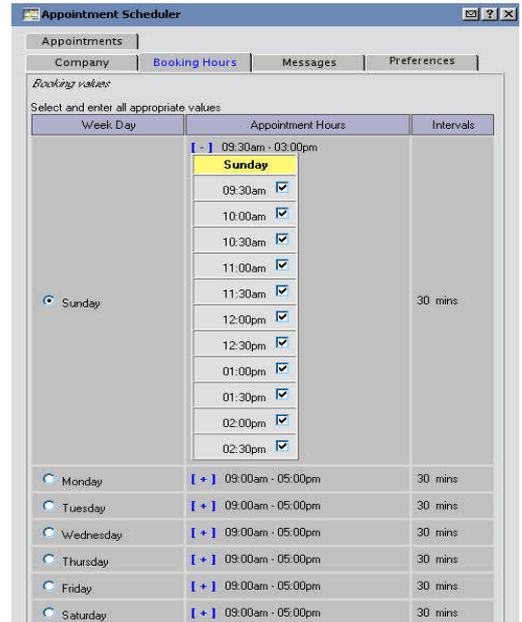 Appointment Scheduler
Appointments
Company Booking Hours Messages Preferences
Booking values
Select and enter all appropriate values
Week Day Appointment Hours Intervals
[ - ] 09:30am - 03:00pm
Sunday
09:30am
10:00am
10:30am
11:00am
11:30am
Sunday 30 mins
12:00pm
12:30pm
01:00pm
01:30pm
02:00pm
02:30pm
Monday [ + ] 09:00am - 05:00pm 30 mins
Tuesday [ + ] 09:00am - 05:00pm 30 mins
Wednesday [ + ] 09:00am - 05:00pm 30 mins
Thursday [ + ] 09:00am - 05:00pm 30 mins
Friday [ + ] 09:00am - 05:00pm 30 mins
Saturday [ + ] 09:00am - 05:00pm 30 mins